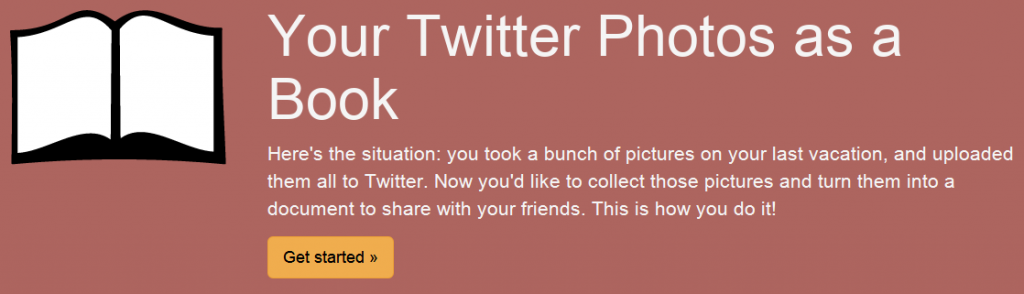 Your Twitter Photos as a
Book
Here's the situation: you took a bunch of pictures on your last vacation, and uploaded
them all to Twitter. Now you'd like to collect those pictures and turn them into a
document to share with your friends. This is how you do it!
Get started »